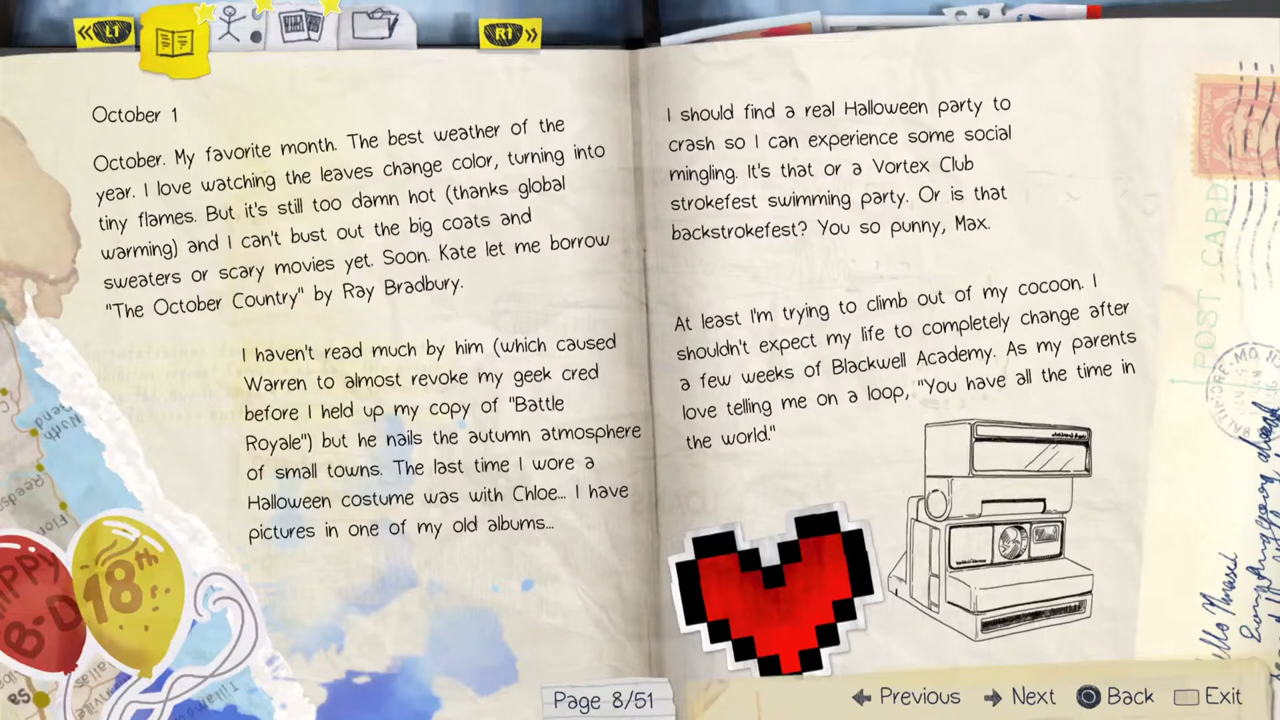 L1
R1
October 1
October. My favorite month. The best weather of the
year. I love watching the leaves change color, turning into
tiny flames. But it's still too damn hot (thanks global
warming) and I can't bust out the big coats and
sweaters or scary movies yet. Soon. Kate let me borrow
"The October Country" by Ray Bradbury.
I haven't read much by him (which caused
Warren to almost revoke my geek cred
before I held up my copy of "Battle
Royale") but he nails the autumn atmosphere
of small towns. The last time I wore a
Halloween costume was with Chloe... I have
pictures in one of my old albums...
I should find a real Halloween party to
crash so I can experience some social
mingling. It's that or a Vortex Club
strokefest swimming party. Or is that
backstrokefest? You so punny, Max.
At least I'm trying to climb out of my cocoon. I
shouldn't expect my life to completely change after
a few weeks of Blackwell Academy. As my parents
love telling me on a loop, "You have all the time in
the world."
North
Bend
B-D
18th
POST CARD
Page 8/51
Previous
Next
Back
Exit